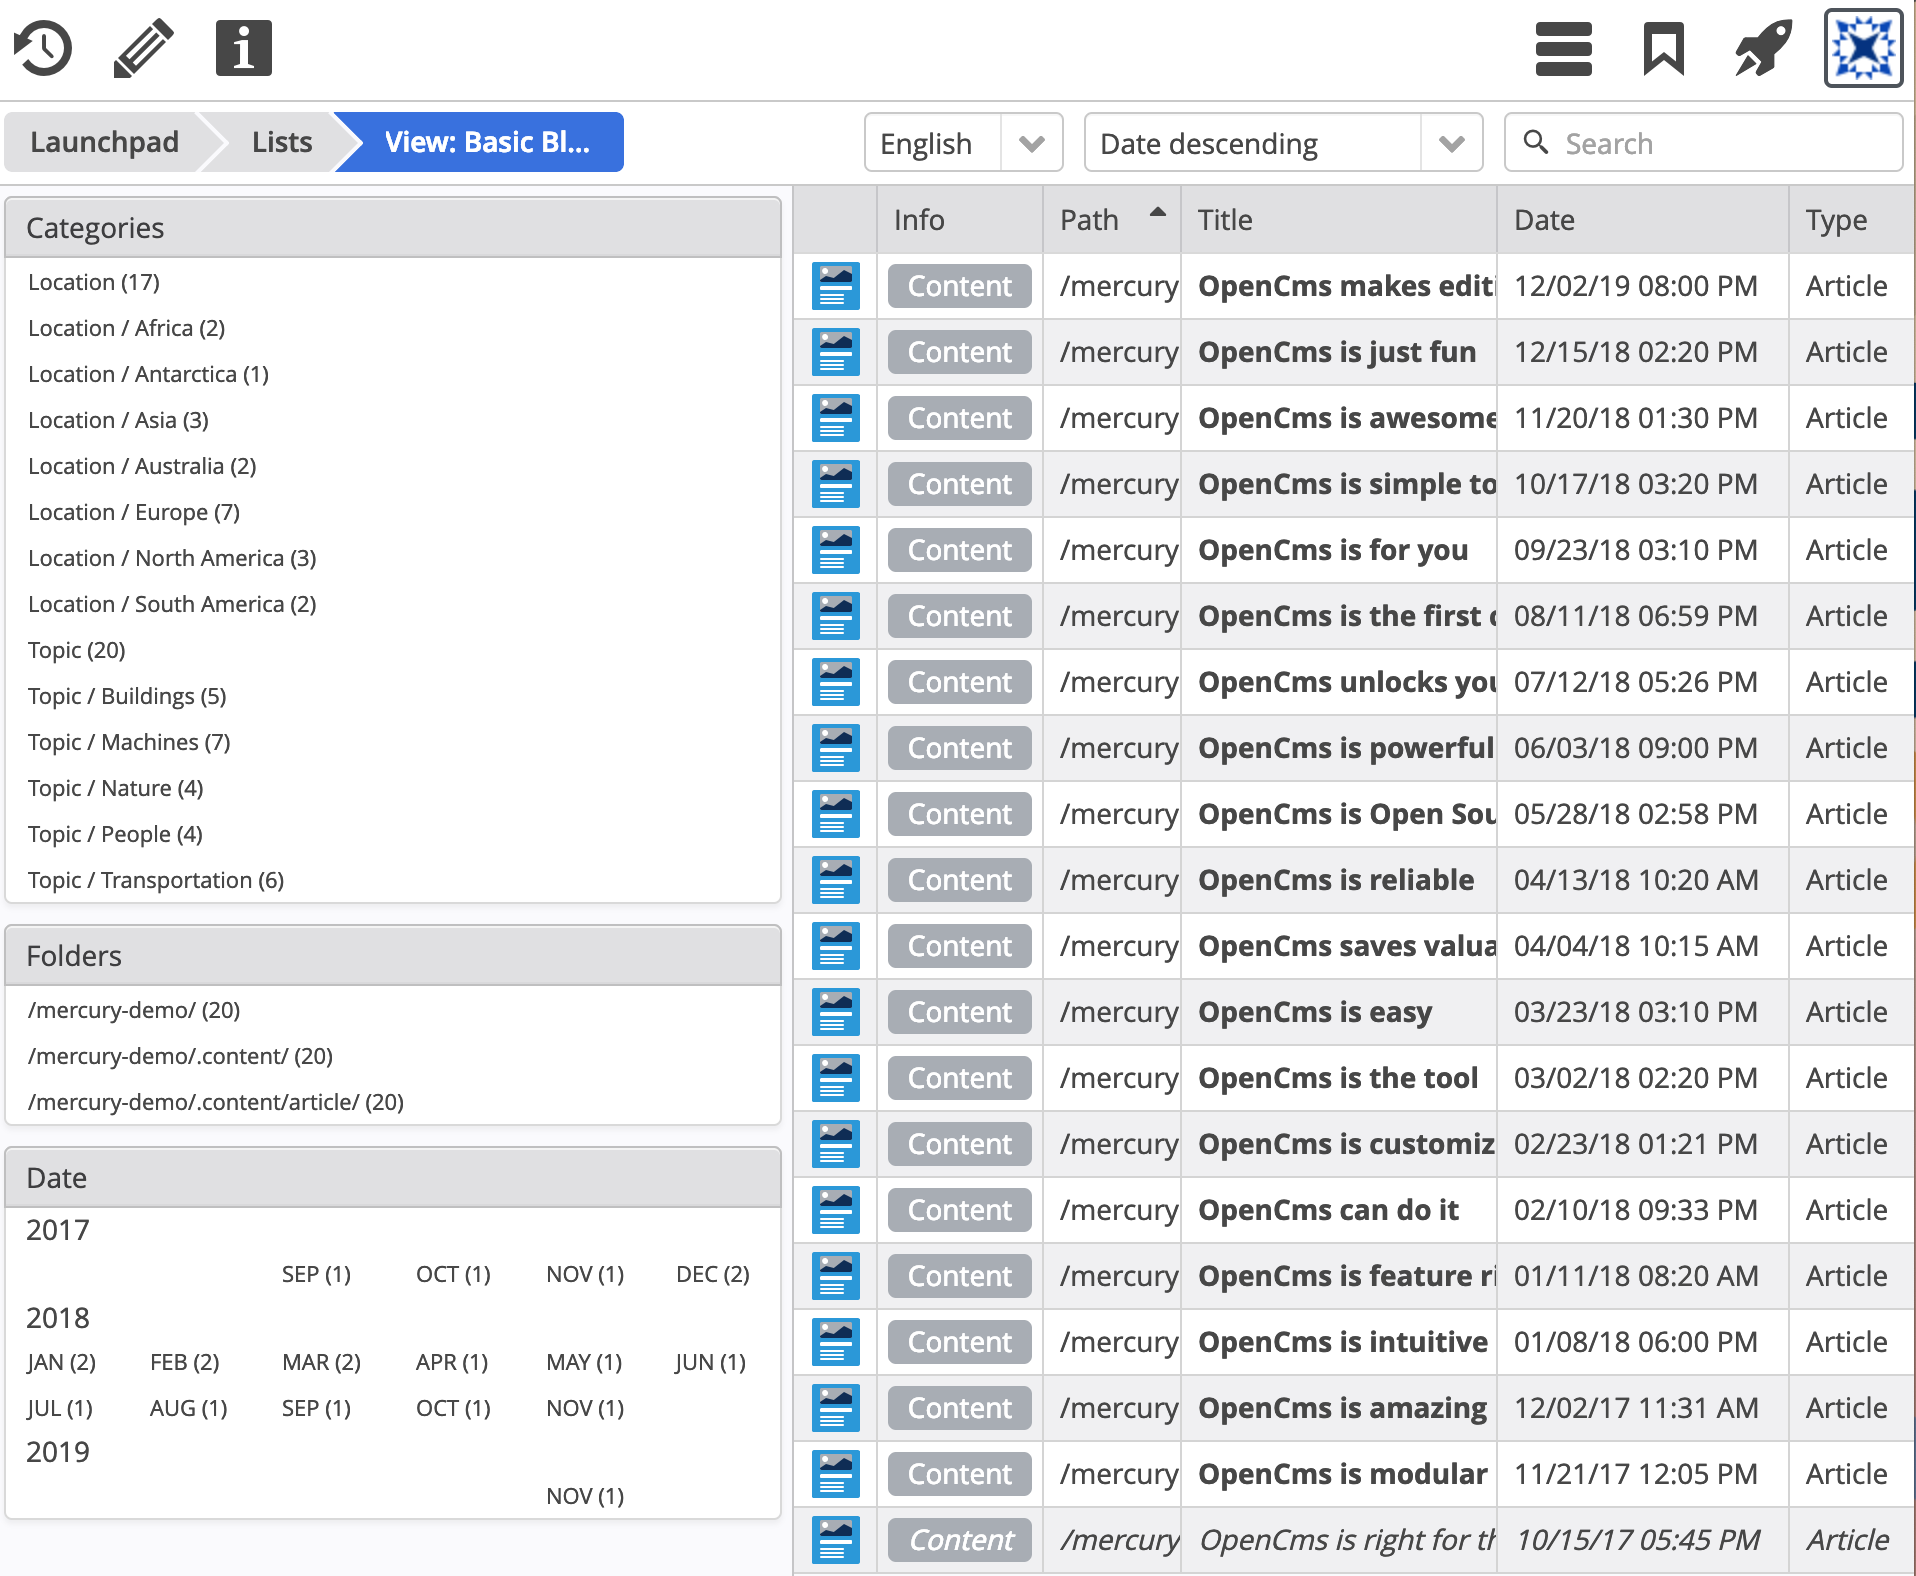 Launchpad
Lists
View: Basic Bl...
English
Date descending
Search
Categories
Location (17)
Location / Africa (2)
Location / Antarctica (1)
Location / Asia (3)
Location / Australia (2)
Location / Europe (7)
Location / North America (3)
Location / South America (2)
Topic (20)
Topic / Buildings (5)
Topic / Machines (7)
Topic / Nature (4)
Topic / People (4)
Topic / Transportation (6)
Folders
/mercury-demo/ (20)
/mercury-demo/.content/ (20)
/mercury-demo/.content/article/ (20)
Date
2017
SEP (1) OCT (1) NOV (1) DEC (2)
2018
JAN (2) FEB (2) MAR (2) APR (1) MAY (1) JUN (1)
JUL (1) AUG (1) SEP (1) OCT (1) NOV (1)
2019
NOV (1)
Info Path Title Date Type
Content /mercury OpenCms makes editi 12/02/19 08:00 PM Article
Content /mercury OpenCms is just fun 12/15/18 02:20 PM Article
Content /mercury OpenCms is awesome 11/20/18 01:30 PM Article
Content /mercury OpenCms is simple to 10/17/18 03:20 PM Article
Content /mercury OpenCms is for you 09/23/18 03:10 PM Article
Content /mercury OpenCms is the first 08/11/18 06:59 PM Article
Content /mercury OpenCms unlocks you 07/12/18 05:26 PM Article
Content /mercury OpenCms is powerful 06/03/18 09:00 PM Article
Content /mercury OpenCms is Open Sou 05/28/18 02:58 PM Article
Content /mercury OpenCms is reliable 04/13/18 10:20 AM Article
Content /mercury OpenCms saves valua 04/04/18 10:15 AM Article
Content /mercury OpenCms is easy 03/23/18 03:10 PM Article
Content /mercury OpenCms is the tool 03/02/18 02:20 PM Article
Content /mercury OpenCms is customiz 02/23/18 01:21 PM Article
Content /mercury OpenCms can do it 02/10/18 09:33 PM Article
Content /mercury OpenCms is feature ri 01/11/18 08:20 AM Article
Content /mercury OpenCms is intuitive 01/08/18 06:00 PM Article
Content /mercury OpenCms is amazing 12/02/17 11:31 AM Article
Content /mercury OpenCms is modular 11/21/17 12:05 PM Article
Content /mercury OpenCms is right for th 10/15/17 05:45 PM Article